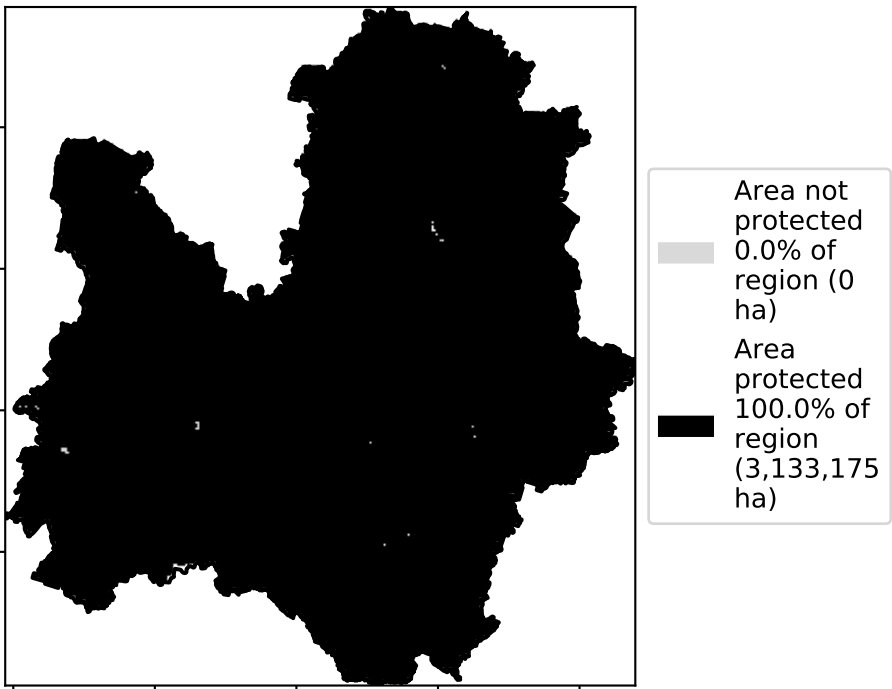 Area not
protected
0.0% of
region (0
ha)
Area
protected
100.0% of
region
(3,133,175
ha)